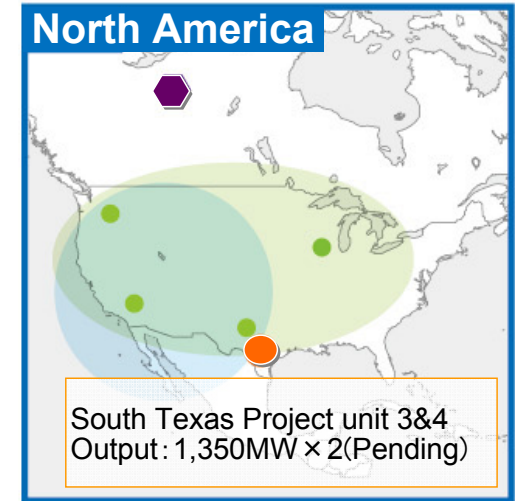 North America
South Texas Project unit 3&4
Output：1,350MW×2(Pending)